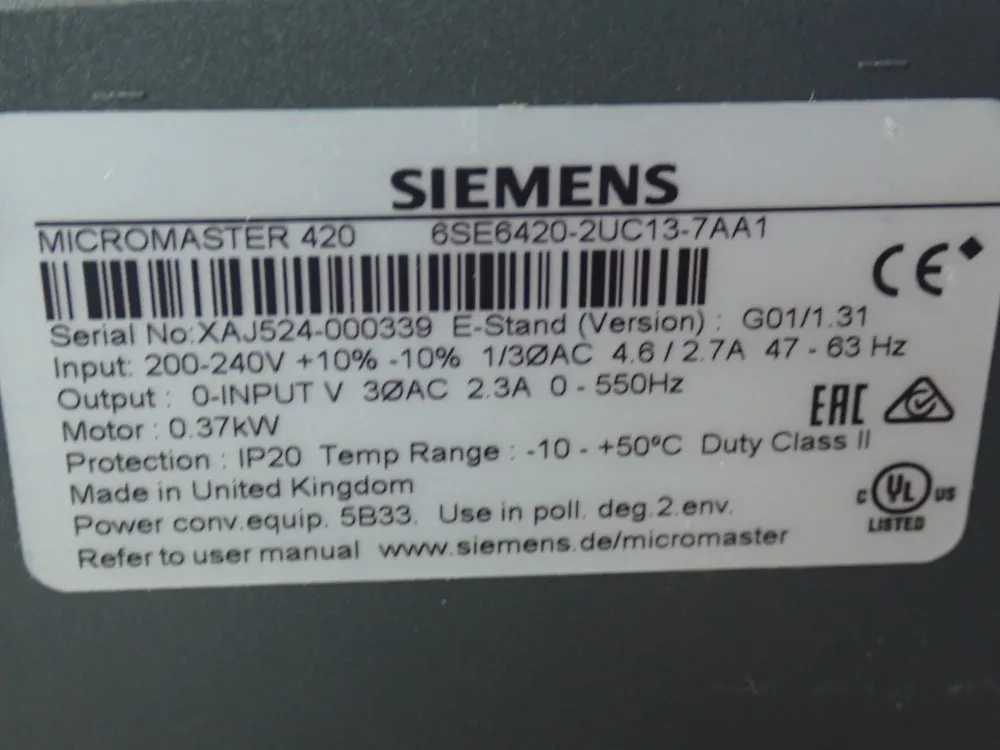 SIEMENS
MICROMASTER 420 6SE6420-2UC13-7AA1
CE
Serial No:XAJ524-000339 E-Stand (Version) : G01/1.31
Input: 200-240V +10% -10% 1/3ØAC 4.6 / 2.7A 47 - 63 Hz
Output : 0-INPUT V 3ØAC 2.3A 0 - 550Hz
EAC
Motor : 0.37kW
Protection : IP20 Temp Range : -10 - +50ºC Duty Class II
Made in United Kingdom
C UL US
LISTED
Power conv.equip. 5B33. Use in poll. deg.2.env.
Refer to user manual www.siemens.de/micromaster